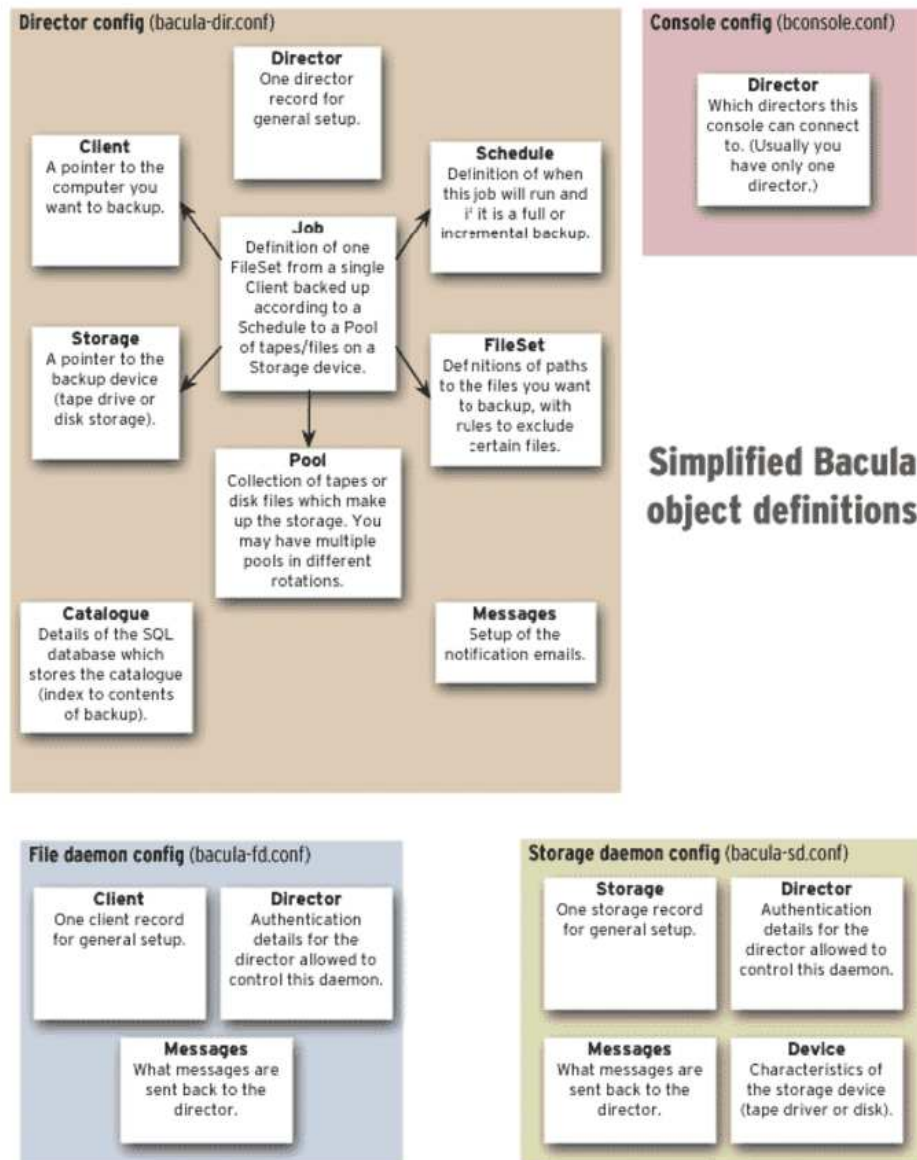 Director config (bacula-dir.conf)
Director
One director
record for
general setup.
Client
A pointer to the
computer you
want to backup.
Schedule
Definition of when
this job will run and
if it is a full or
incremental backup.
Job
Definition of one
FileSet from a single
Client backed up
according to a
Schedule to a Pool
of tapes/files on a
Storage device.
Storage
A pointer to the
backup device
(tape drive or
disk storage).
FileSet
Definitions of paths
to the files you want
to backup, with
rules to exclude
certain files.
Pool
Collection of tapes or
disk files which make
up the storage. You
may have multiple
pools in different
rotations.
Catalogue
Details of the SQL
database which
stores the catalogue
(index to contents
of backup).
Messages
Setup of the
notification emails.
Console config (bconsole.conf)
Director
Which directors this
console can connect
to. (Usually you
have only one
director.)
Simplified Bacula
object definitions
File daemon config (bacula-fd.conf)
Client
One client record
for general setup.
Director
Authentication
details for the
director allowed to
control this daemon.
Messages
What messages are
sent back to the
director.
Storage daemon config (bacula-sd.conf)
Storage
One storage record
for general setup.
Director
Authentication
details for the
director allowed to
control this daemon.
Messages
What messages are
sent back to the
director.
Device
Characteristics of
the storage device
(tape driver or disk).